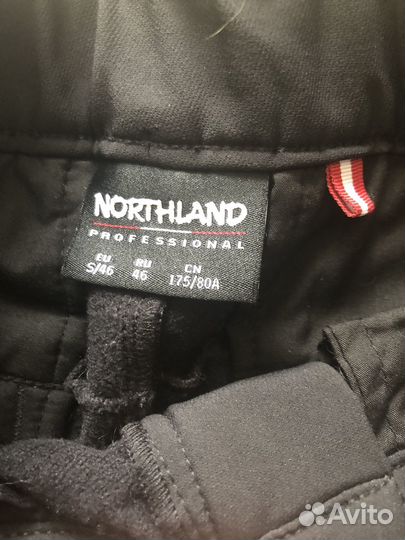 NORTHLAND
PROFESSIONAL
EU RU CN
S/46 46 175/80A
Avito